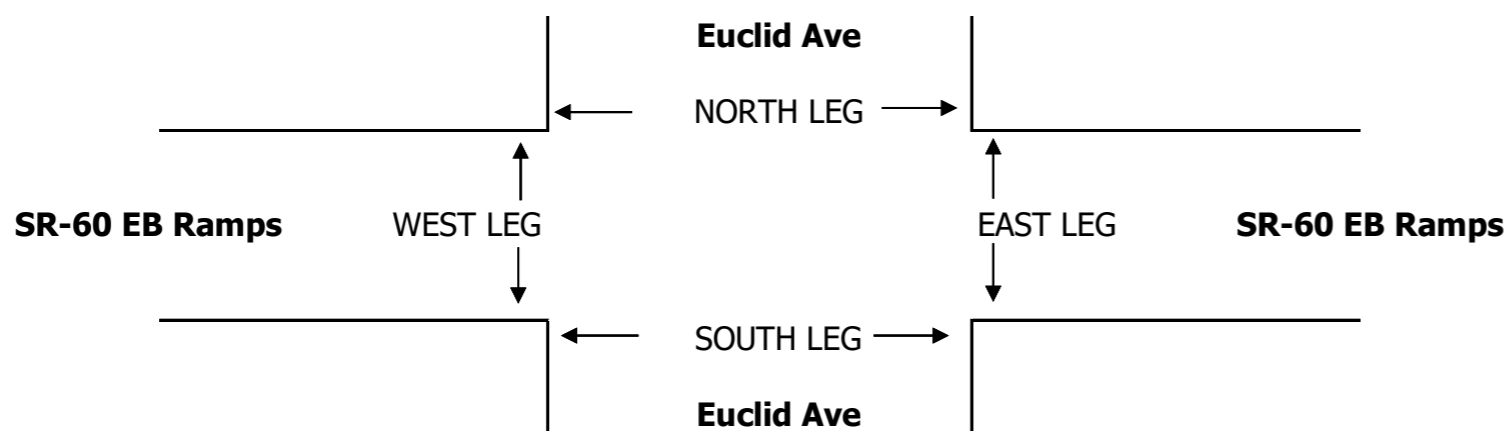 Euclid Ave
NORTH LEG
SR-60 EB Ramps WEST LEG EAST LEG SR-60 EB Ramps
SOUTH LEG
Euclid Ave